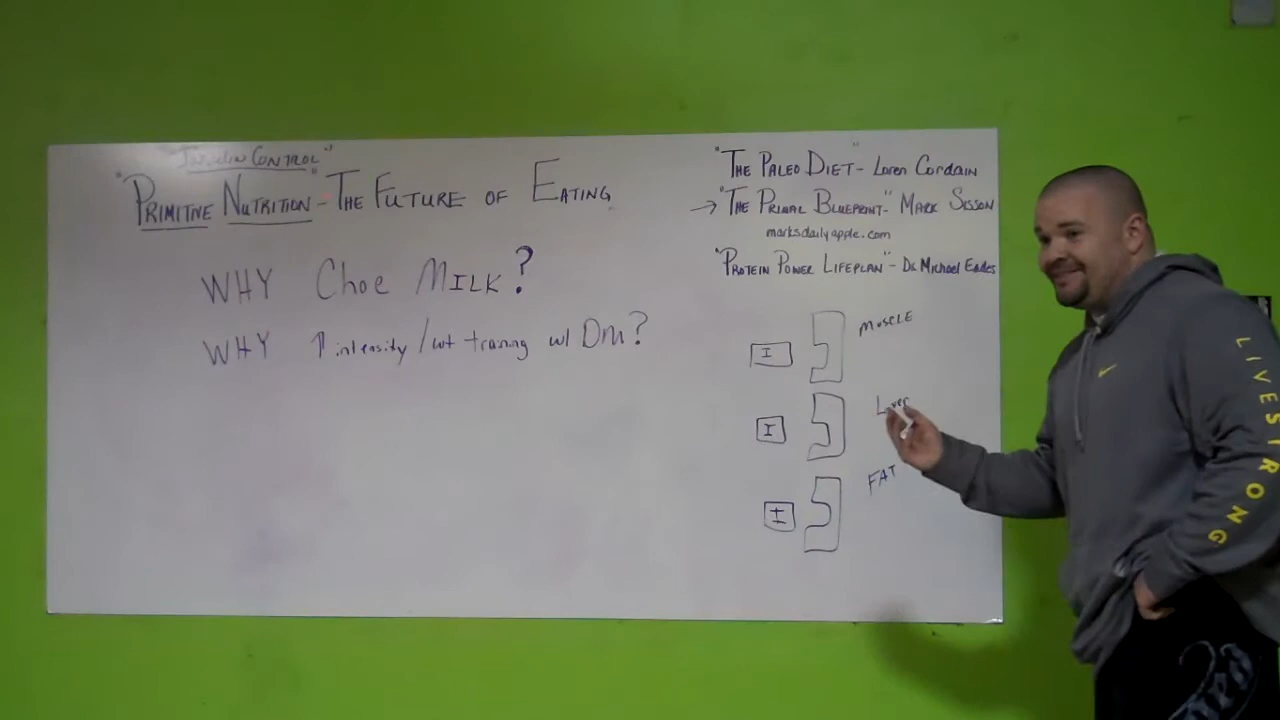 "Insulin Control"
"Primitive Nutrition" - The Future of Eating
WHY Choc MILK?
WHY ↑ intensity / wt training w/ Dm?
"The Paleo Diet" - Loren Cordain
→ "The Primal Blueprint" - Mark Sisson
marksdailyapple.com
"Protein Power Lifeplan" - Dr. Michael Eades
I MUSCLE
I Liver
I FAT
LIVESTRONG